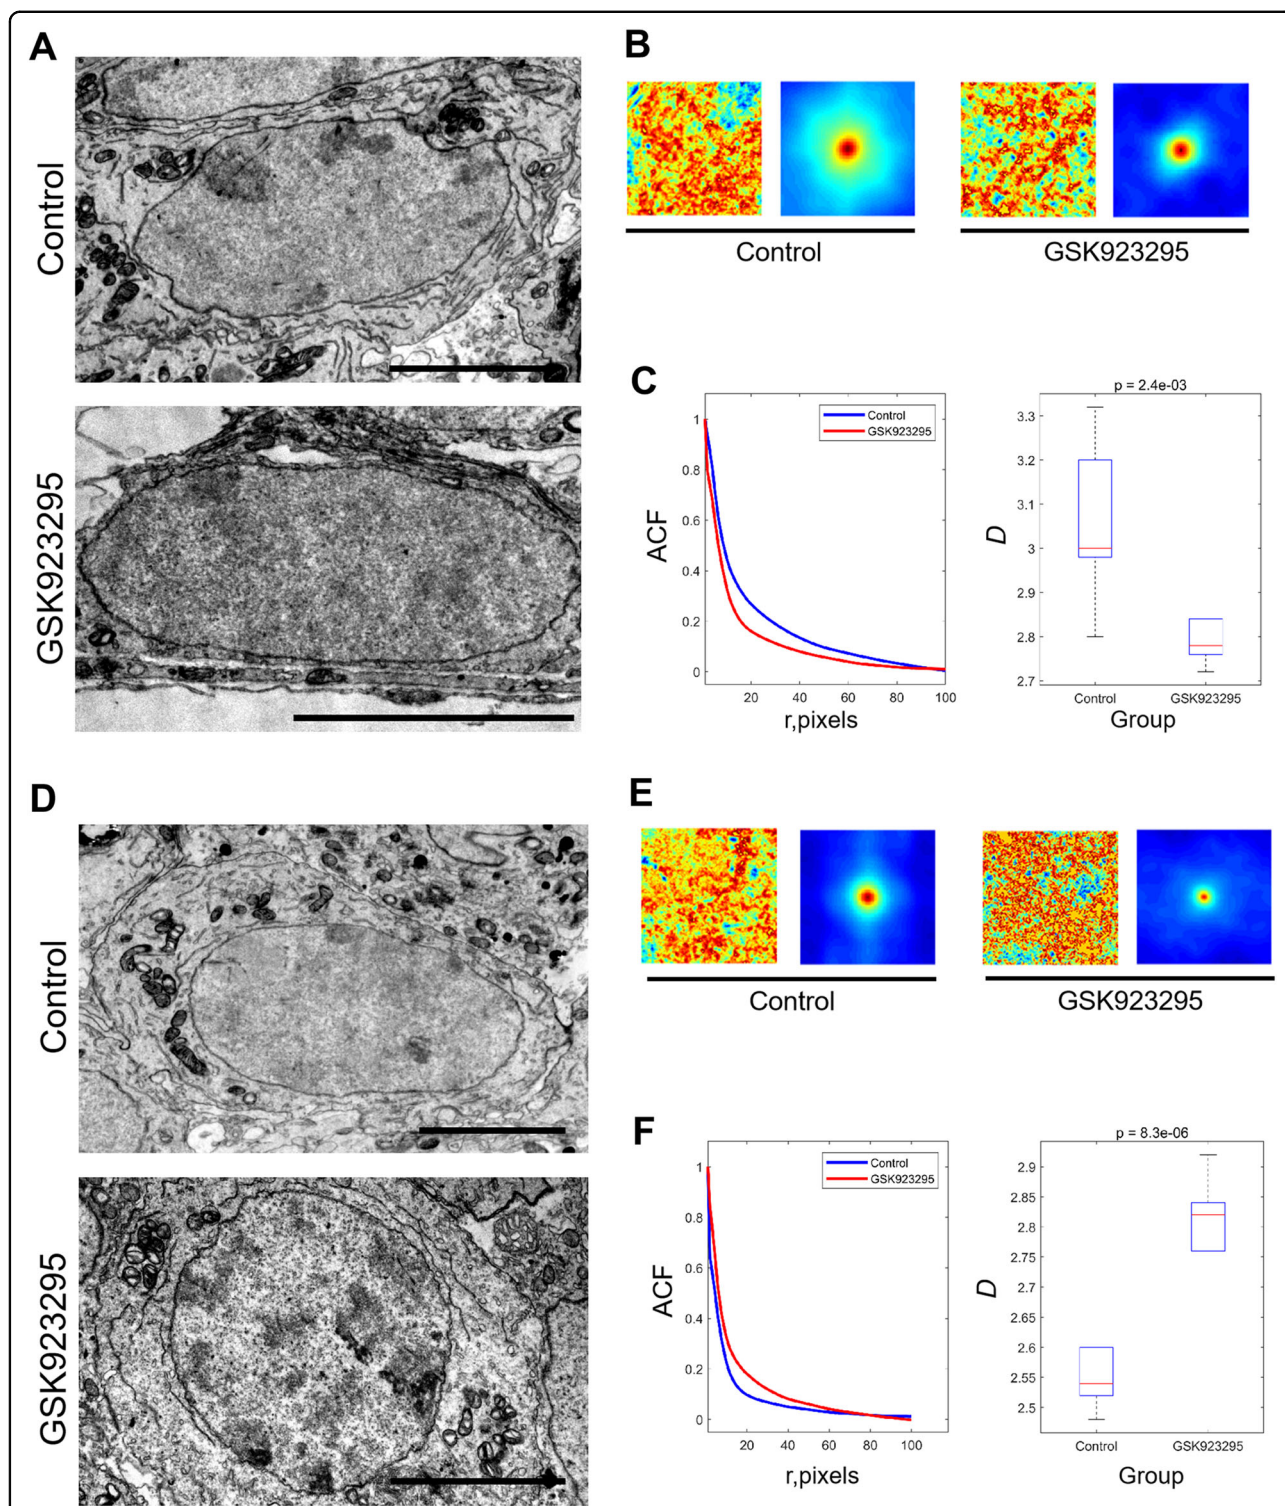 A
Control
GSK923295
B
Control
GSK923295
C
1
0.8
0.6
0.4
0.2
0
20
40
60
80
100
ACF
r,pixels
Control
GSK923295
p = 2.4e-03
3.3
3.2
3.1
3
2.9
2.8
2.7
D
Control
GSK923295
Group
D
Control
GSK923295
E
Control
GSK923295
F
1
0.8
0.6
0.4
0.2
0
20
40
60
80
100
ACF
r,pixels
Control
GSK923295
p = 8.3e-06
2.9
2.85
2.8
2.75
2.7
2.65
2.6
2.55
2.5
D
Control
GSK923295
Group